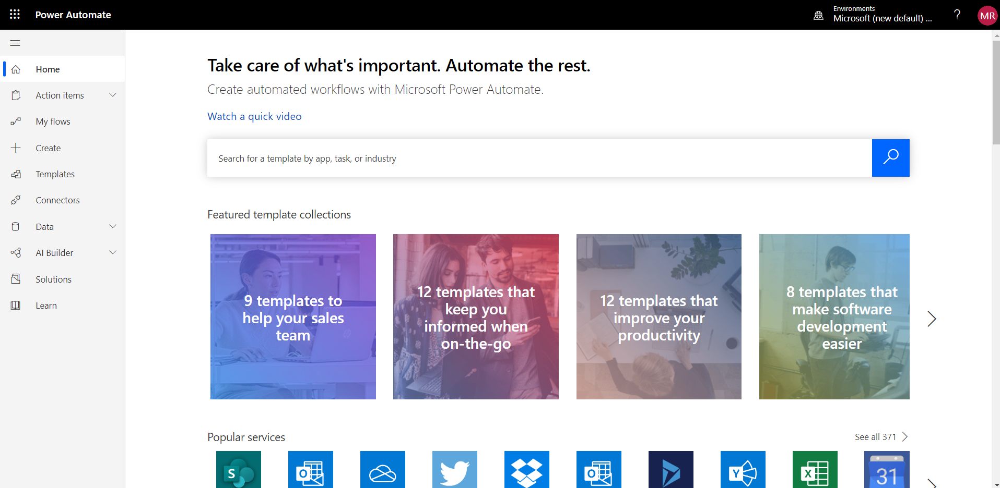 Power Automate
Environments
Microsoft (new default) ...
?
MR
Home
Action items
My flows
Create
Templates
Connectors
Data
AI Builder
Solutions
Learn
Take care of what's important. Automate the rest.
Create automated workflows with Microsoft Power Automate.
Watch a quick video
Search for a template by app, task, or industry
Featured template collections
9 templates to
help your sales
team
12 templates that
keep you
informed when
on-the-go
12 templates that
improve your
productivity
8 templates that
make software
development
easier
Popular services
See all 371
S
O
O
Y
X
31